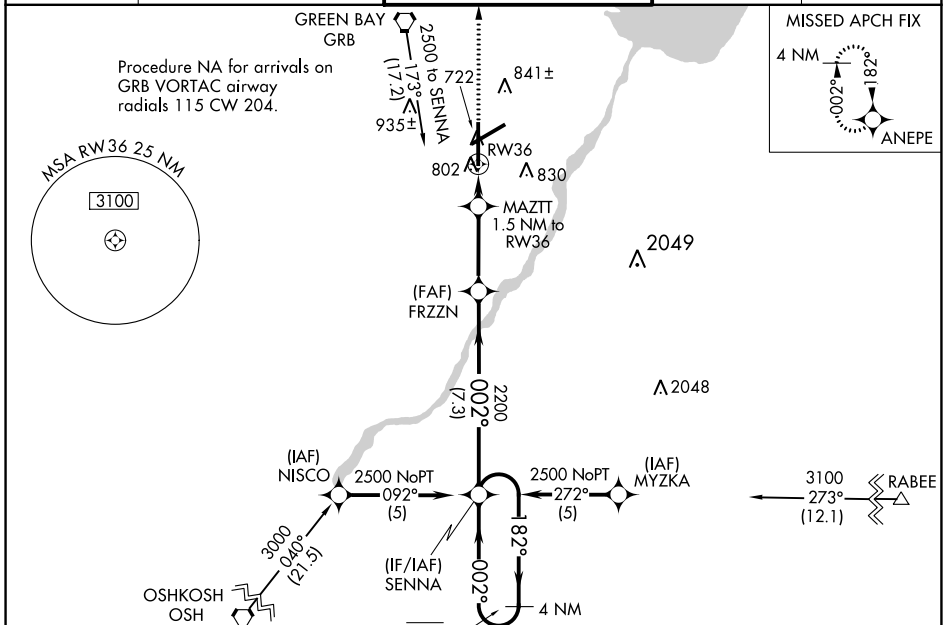 GREEN BAY
GRB
2500 to SENNA
173°
(17.2)
Procedure NA for arrivals on
GRB VORTAC airway
radials 115 CW 204.
MISSED APCH FIX
4 NM
002°
182°
ANEPE
722
841±
935±
RW36
802
830
MSA RW36 25 NM
3100
MAZTT
1.5 NM to
RW36
2049
(FAF)
FRZZN
2200
002°
(7.3)
2048
(IAF)
NISCO
2500 NoPT
092°
(5)
2500 NoPT
272°
(5)
(IAF)
MYZKA
3100
273°
(12.1)
RABEE
3000
040°
(21.5)
(IF/IAF)
SENNA
002°
182°
4 NM
OSHKOSH
OSH